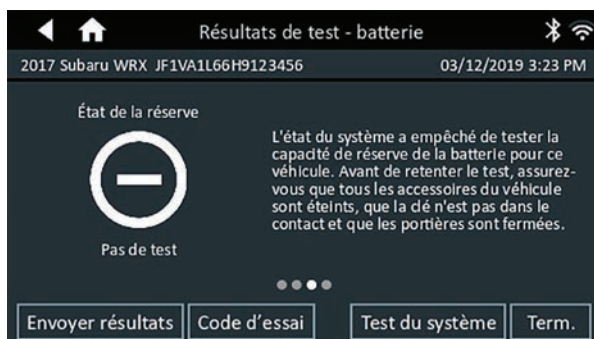 Résultats de test - batterie
2017 Subaru WRX JF1VA1L66H9123456 03/12/2019 3:23 PM
État de la réserve
Pas de test
L'état du système a empêché de tester la
capacité de réserve de la batterie pour ce
véhicule. Avant de retenter le test, assurez-
vous que tous les accessoires du véhicule
sont éteints, que la clé n'est pas dans le
contact et que les portières sont fermées.
Envoyer résultats Code d'essai Test du système Term.